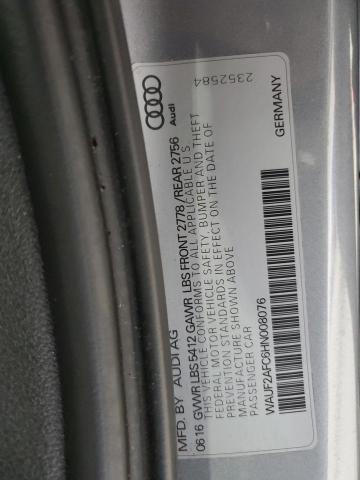 MFD. BY AUDI AG
0616 GVWR LBS 5412 GAWR LBS FRONT 2778 /REAR 2756
THIS VEHICLE CONFORMS TO ALL APPLICABLE U S
FEDERAL MOTOR VEHICLE SAFETY, BUMPER AND THEFT
PREVENTION STANDARDS IN EFFECT ON THE DATE OF
MANUFACTURE SHOWN ABOVE
PASSENGER CAR
WAUF2AFC6HN008076
GERMANY
Audi
2352584